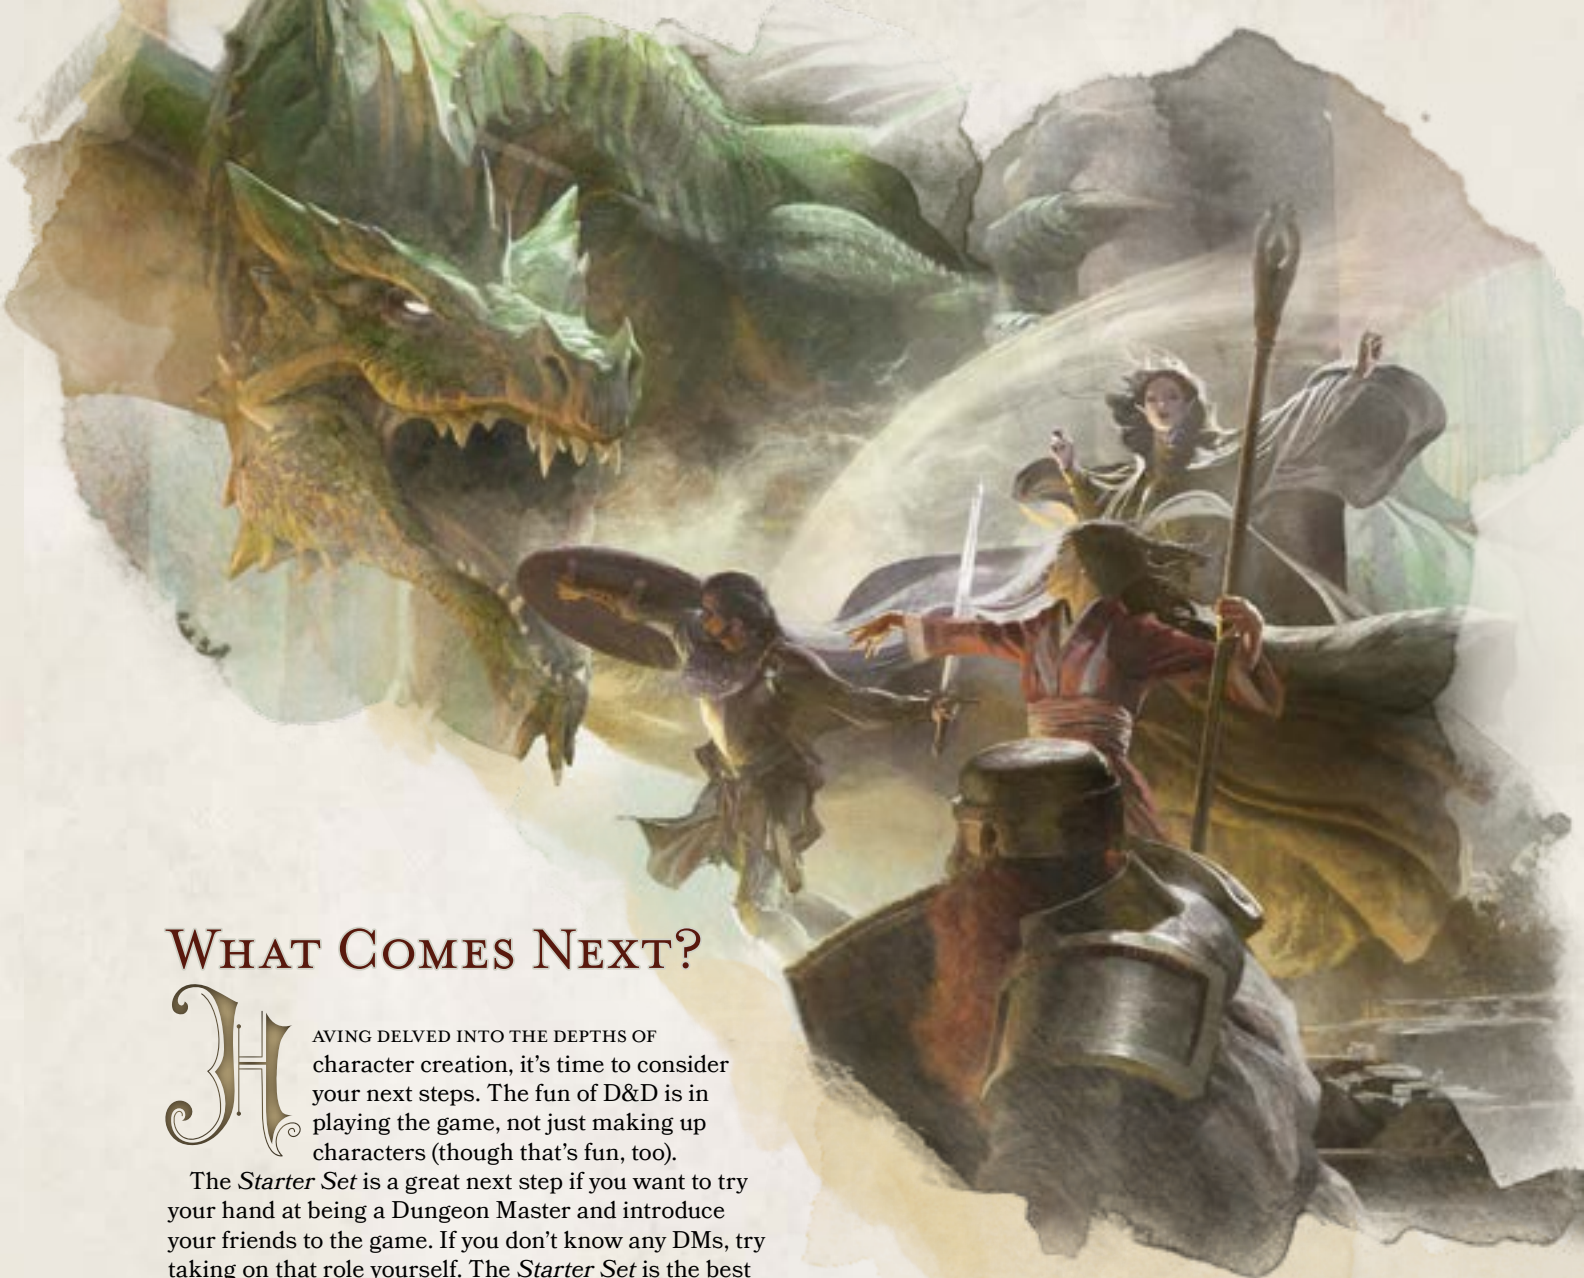 WHAT COMES NEXT?
HAVING DELVED INTO THE DEPTHS OF
character creation, it's time to consider
your next steps. The fun of D&D is in
playing the game, not just making up
characters (though that's fun, too).
The Starter Set is a great next step if you want to try
your hand at being a Dungeon Master and introduce
your friends to the game. If you don't know any DMs, try
taking on that role yourself. The Starter Set is the best